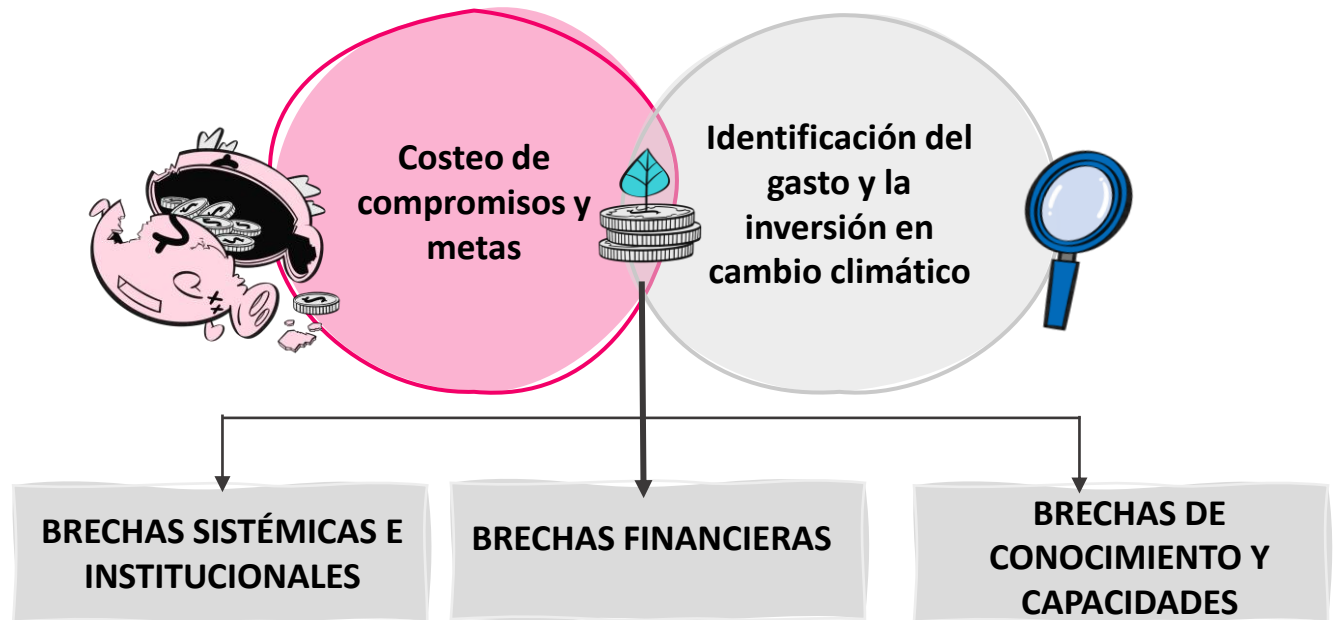 Costeo de
compromisos y
metas
Identificación del
gasto y la
inversión en
cambio climático
BRECHAS SISTÉMICAS E
INSTITUCIONALES
BRECHAS FINANCIERAS
BRECHAS DE
CONOCIMIENTO Y
CAPACIDADES